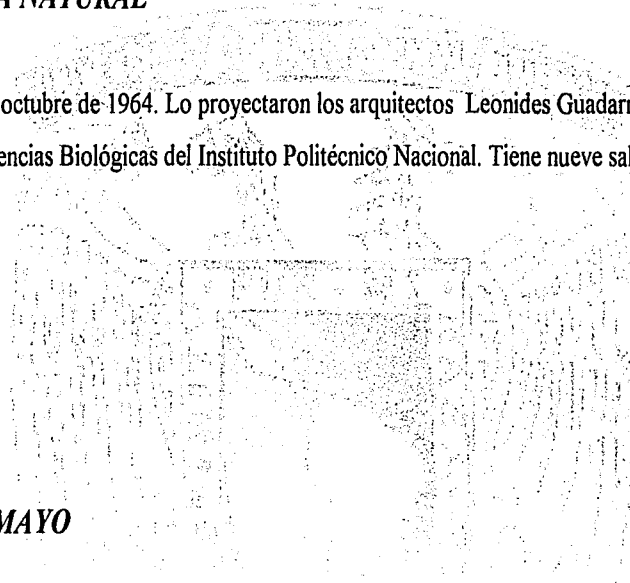 A NATURAL
octubre de 1964. Lo proyectaron los arquitectos Leonides Guadarr
encias Biológicas del Instituto Politécnico Nacional. Tiene nueve sal
MAYO